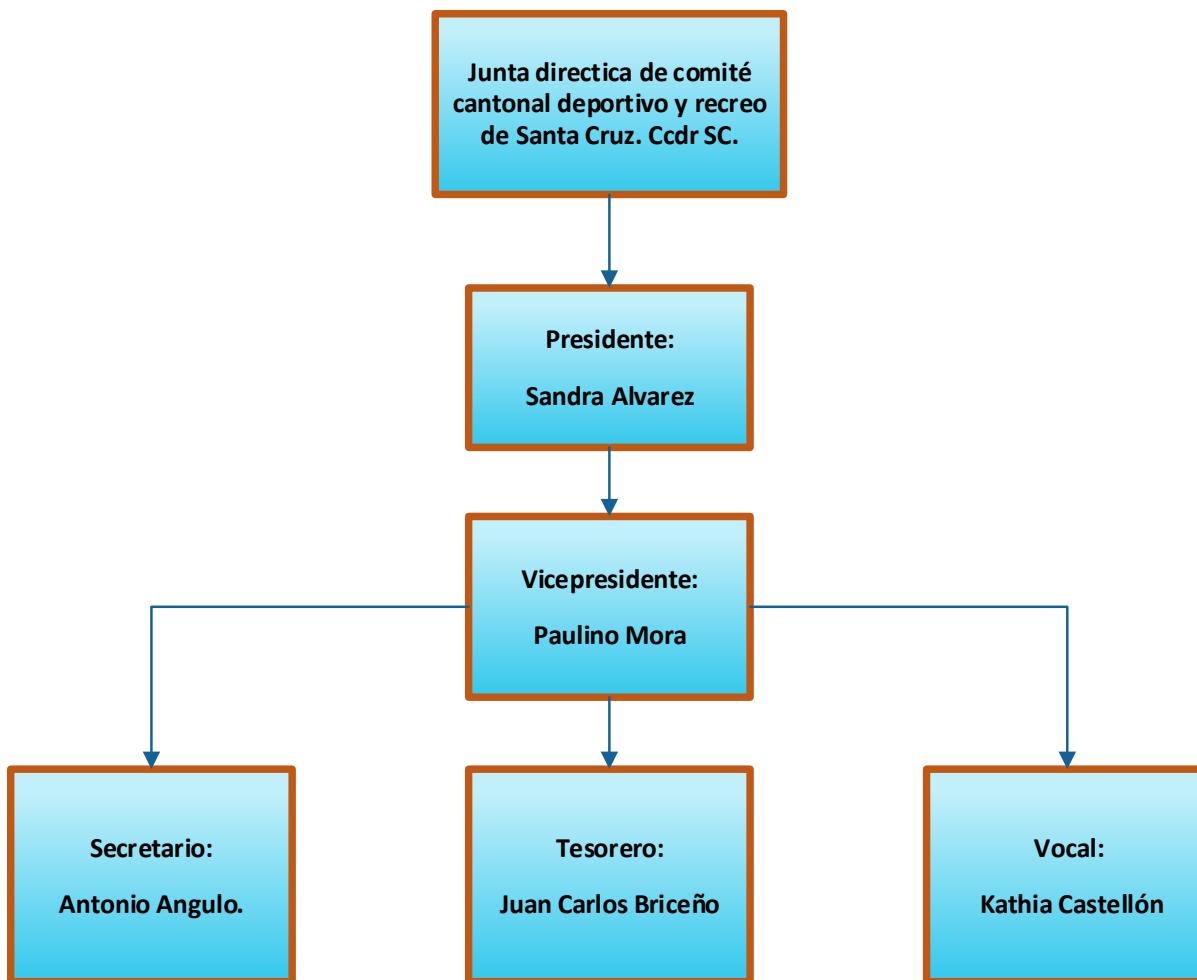 Junta directica de comité
cantonal deportivo y recreo
de Santa Cruz. Ccdr SC.
Presidente:
Sandra Alvarez
Vicepresidente:
Paulino Mora
Secretario:
Antonio Angulo.
Tesorero:
Juan Carlos Briceño
Vocal:
Kathia Castellón